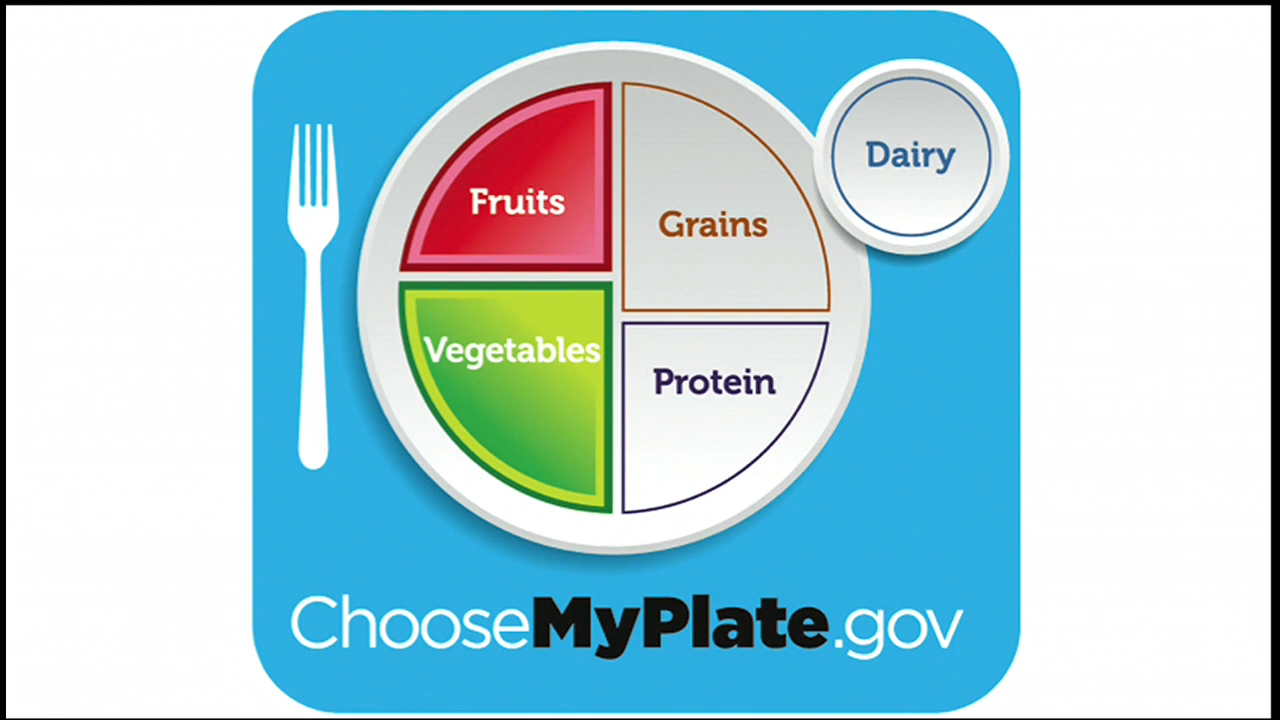 Fruits
Grains
Dairy
Vegetables
Protein
ChooseMyPlate.gov